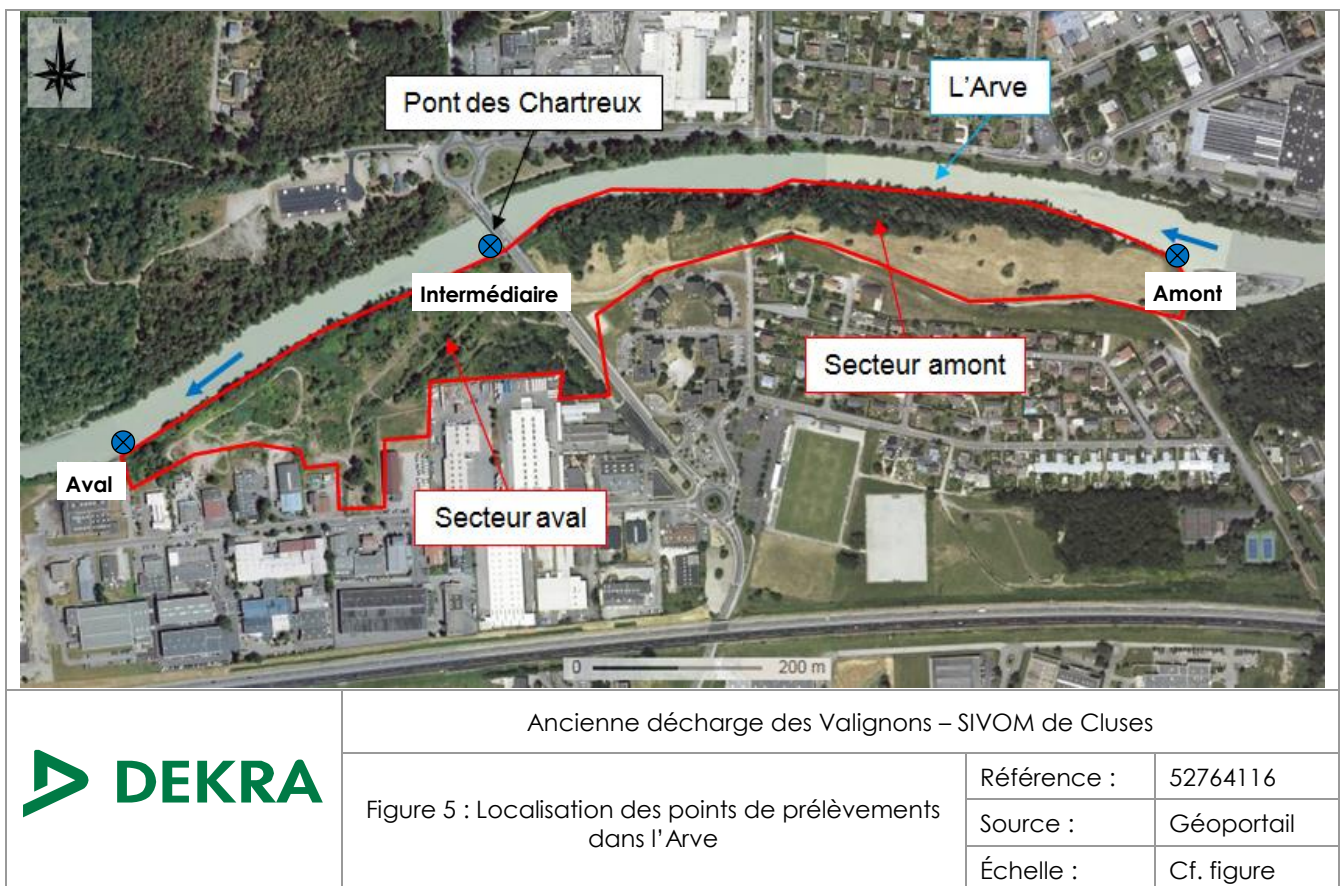 Nord
Pont des Chartreux
L'Arve
Intermédiaire
Amont
Secteur amont
Aval
Secteur aval
0 200 m
DEKRA
Ancienne décharge des Valignons – SIVOM de Cluses
Figure 5 : Localisation des points de prélèvements
dans l'Arve
Référence : 52764116
Source : Géoportail
Échelle : Cf. figure